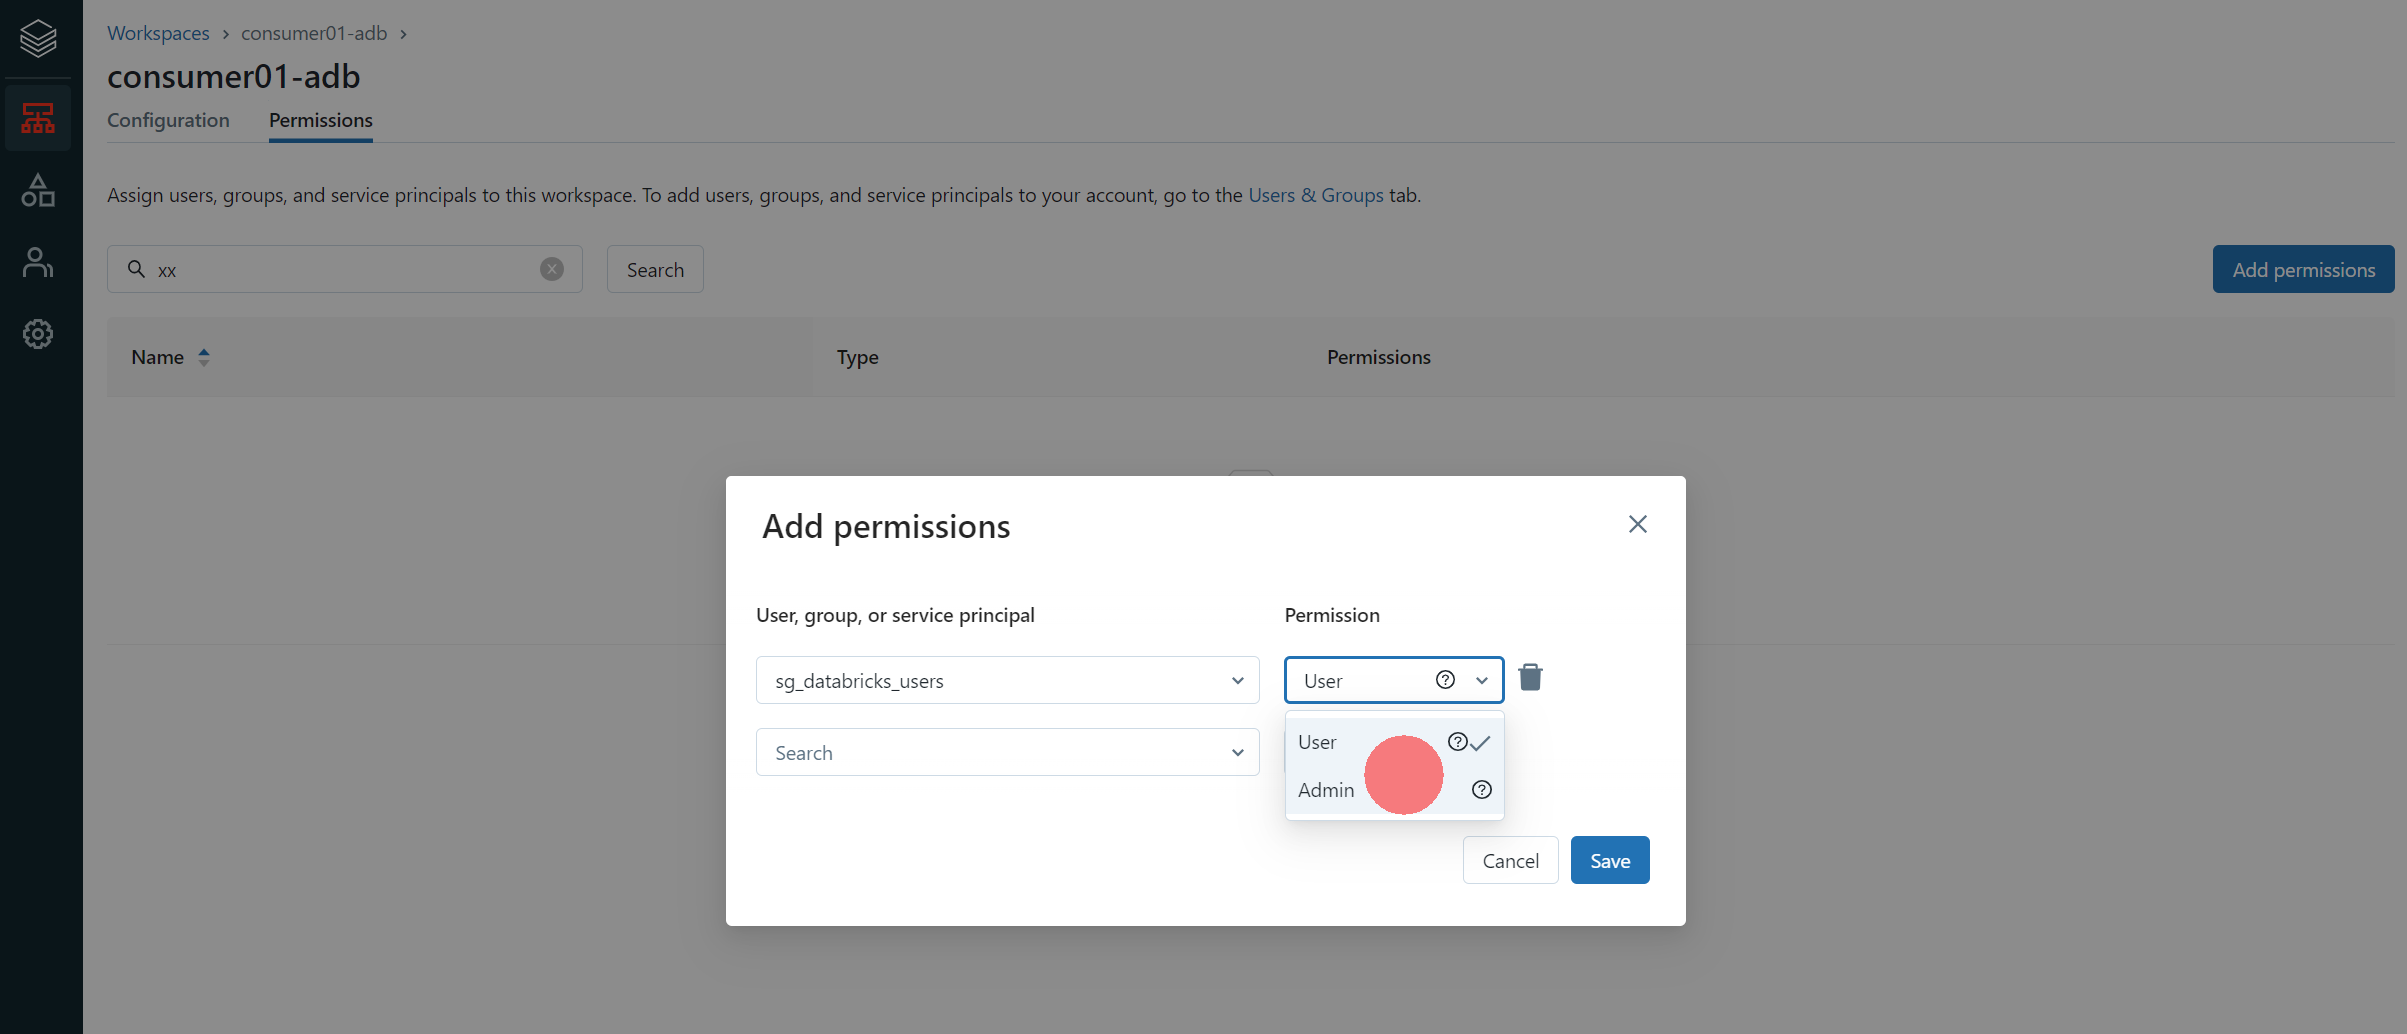 Workspaces > consumer01-adb >
consumer01-adb
Configuration Permissions
Assign users, groups, and service principals to this workspace. To add users, groups, and service principals to your account, go to the Users & Groups tab.
xx Search Add permissions
Name Type Permissions
Add permissions
User, group, or service principal Permission
sg_databricks_users User
User
Search
Admin
Cancel Save